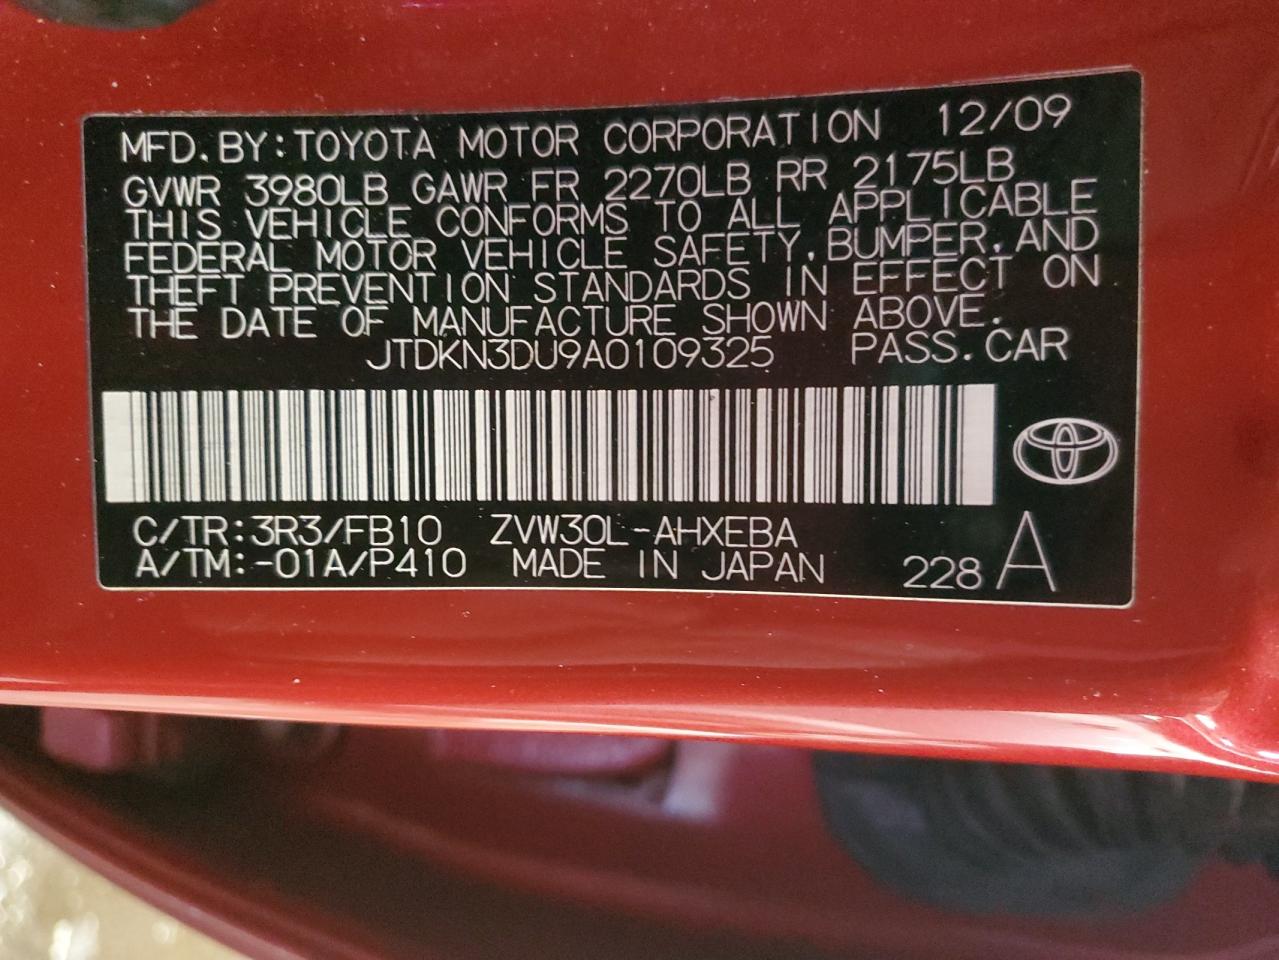 MFD. BY: TOYOTA MOTOR CORPORATION 12/09
GVWR 3980LB GAWR FR 2270LB RR 2175LB
THIS VEHICLE CONFORMS TO ALL APPLICABLE
FEDERAL MOTOR VEHICLE SAFETY, BUMPER, AND
THEFT PREVENTION STANDARDS IN EFFECT ON
THE DATE OF MANUFACTURE SHOWN ABOVE.
JTDKN3DU9A0109325 PASS. CAR
C/TR: 3R3/FB10 ZVW30L-AHXEBA
A/TM: -01A/P410 MADE IN JAPAN 228 A